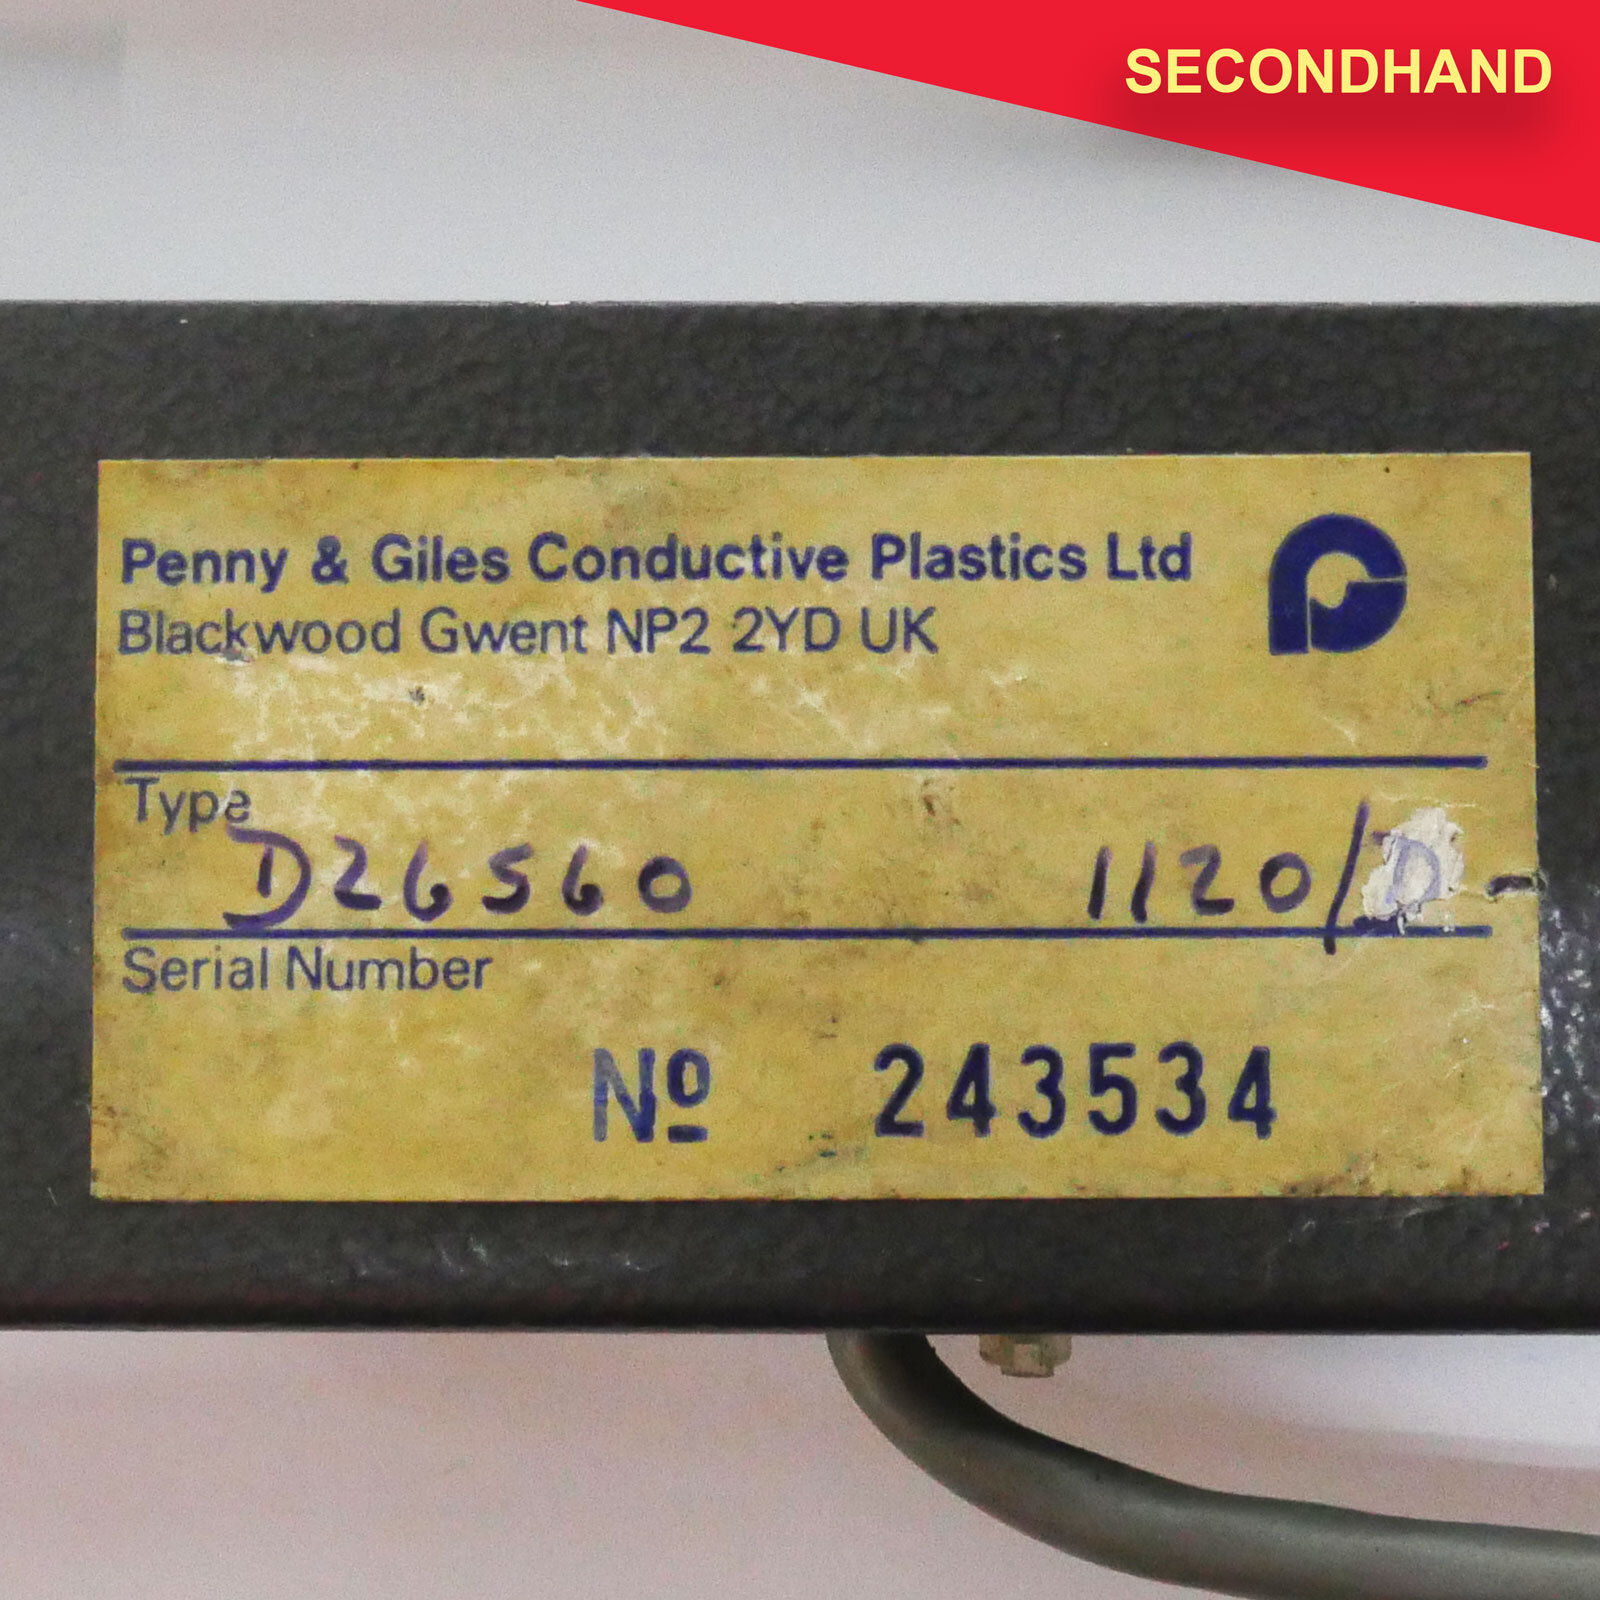 SECONDHAND
Penny & Giles Conductive Plastics Ltd
Blackwood Gwent NP2 2YD UK
Type
D26560 1120/D -
Serial Number
Nº 243534